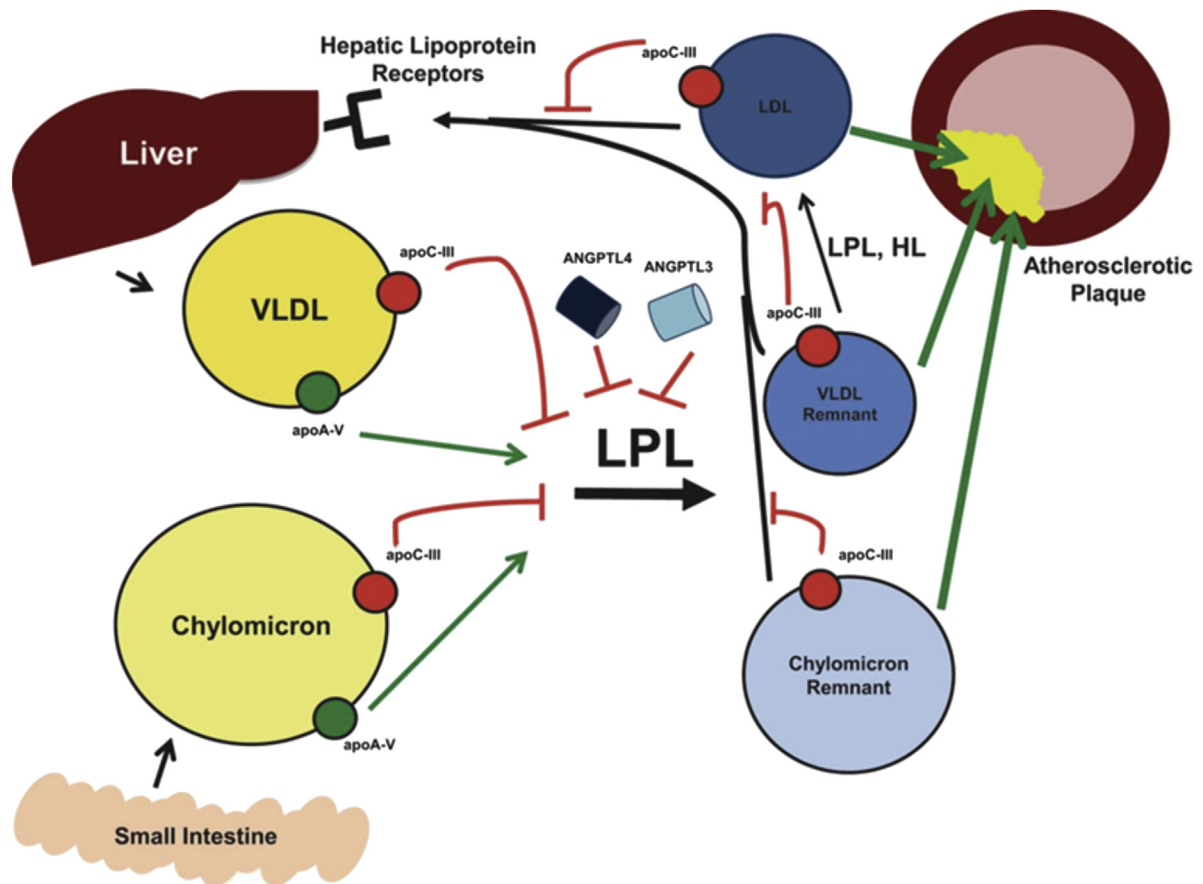 Hepatic Lipoprotein
Receptors
apoC-III
LDL
Liver
apoC-III
VLDL
apoA-V
ANGPTL4
ANGPTL3
LPL, HL
Atherosclerotic
Plaque
apoC-III
VLDL
Remnant
LPL
apoC-III
Chylomicron
apoA-V
apoC-III
Chylomicron
Remnant
Small Intestine